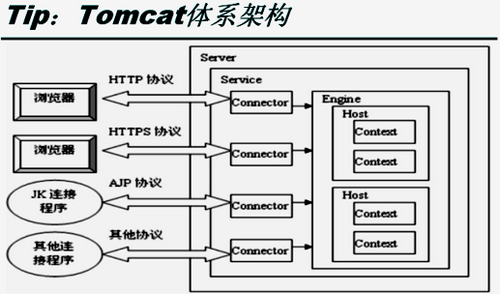 Tip：Tomcat体系架构
Server
Service
HTTP 协议
浏览器
Connector
Engine
Host
Context
Context
HTTPS 协议
浏览器
Connector
AJP 协议
JK 连接
程序
Connector
Host
Context
Context
其他协议
其他连
接程序
Connector